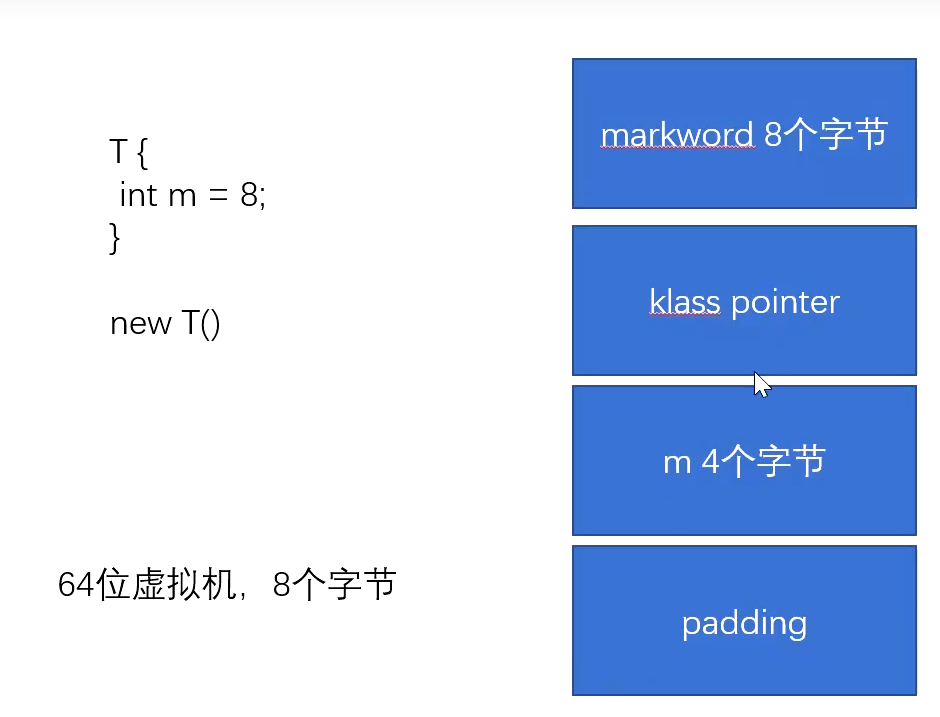 T {
int m = 8;
}
new T()
64位虚拟机，8个字节
markword 8个字节
klass pointer
m 4个字节
padding